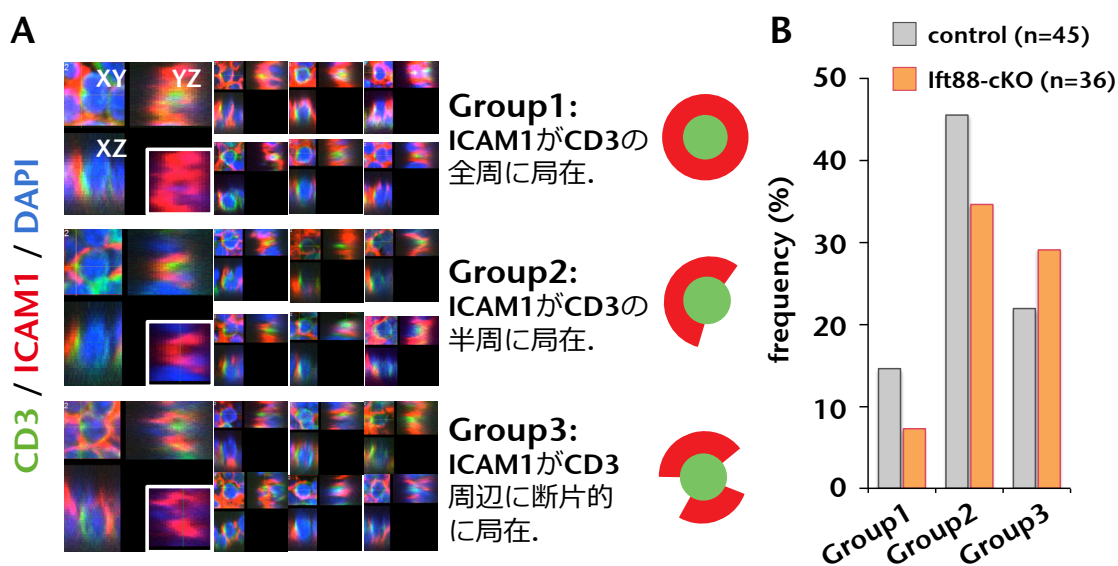 A
XY
YZ
XZ
CD3 / ICAM1 / DAPI
Group1:
ICAM1がCD3の
全周に局在.
Group2:
ICAM1がCD3の
半周に局在.
Group3:
ICAM1がCD3
周辺に断片的
に局在.
B
control (n=45)
Ift88-cKO (n=36)
frequency (%)
50
40
30
20
10
0
Group1
Group2
Group3